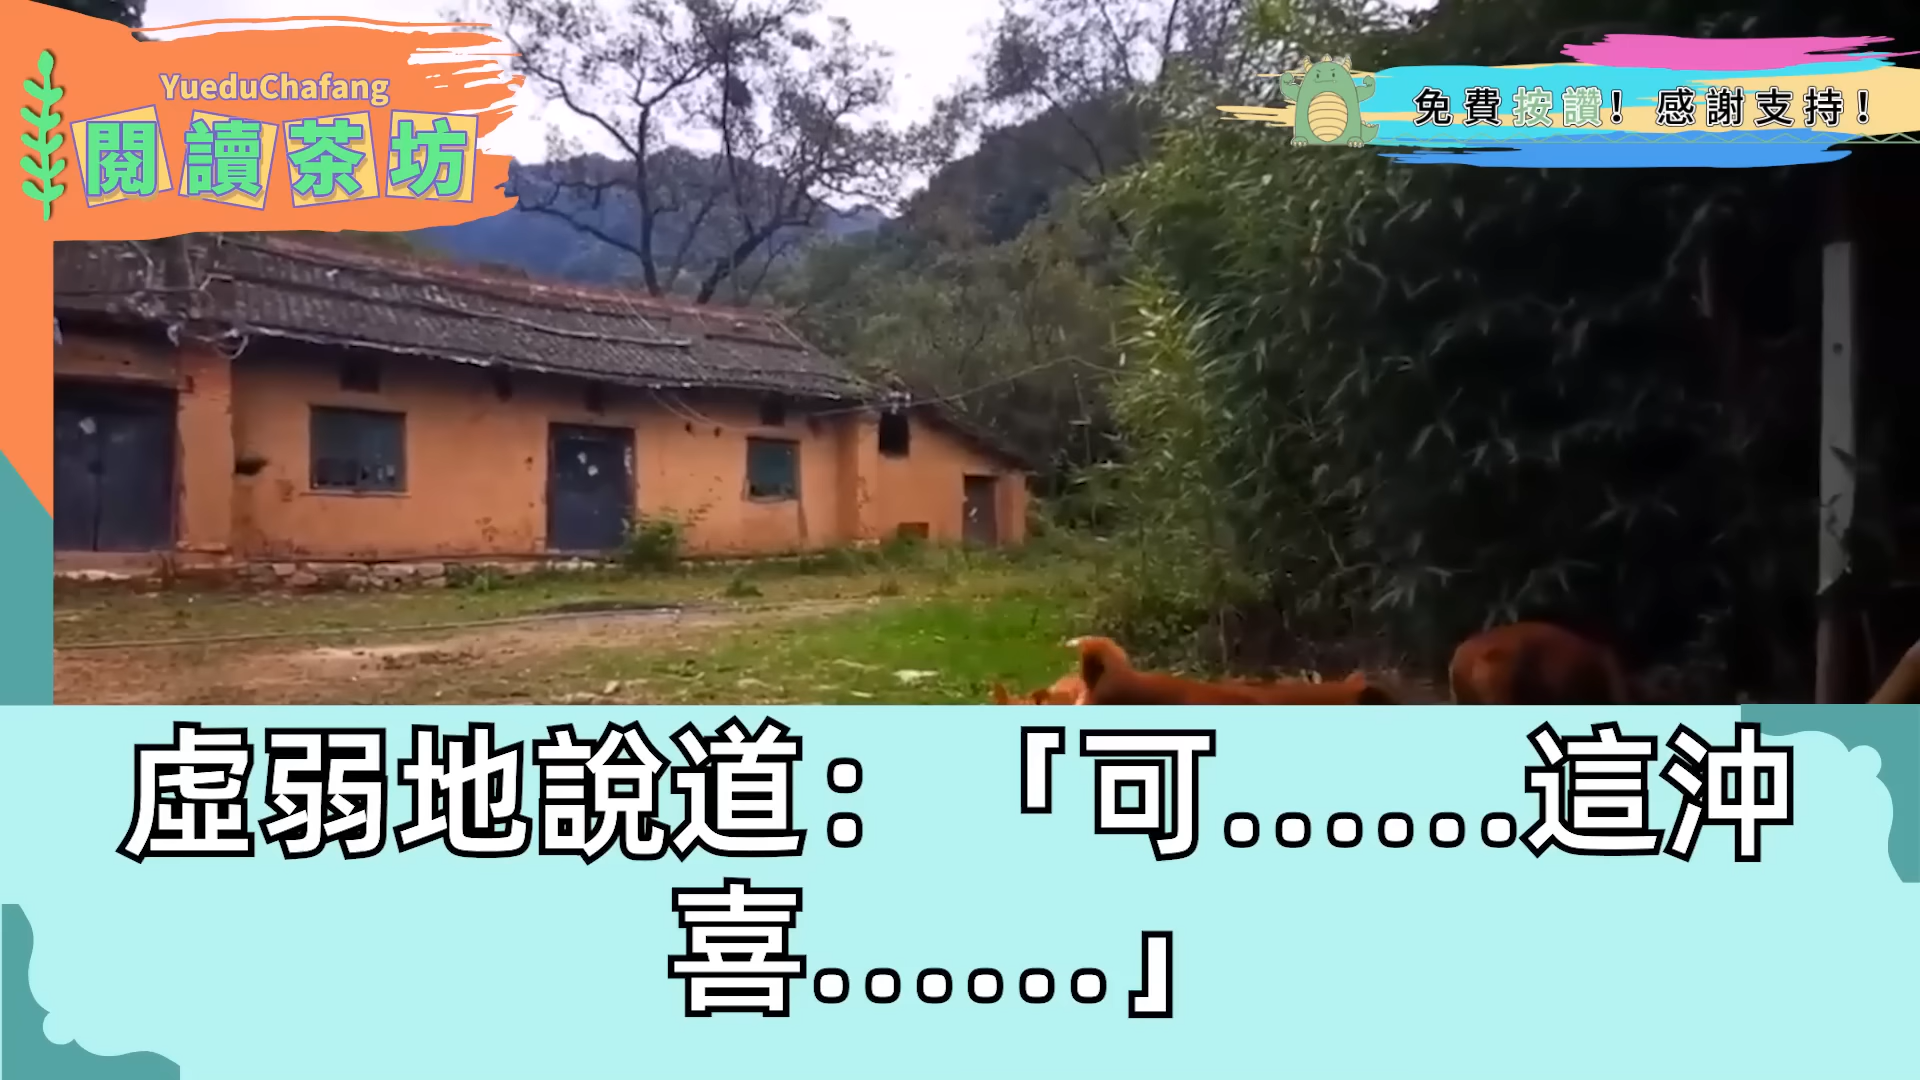 YueduChafang
閱讀茶坊
免費按讚！感謝支持！
虛弱地說道：「可......這沖
喜......」